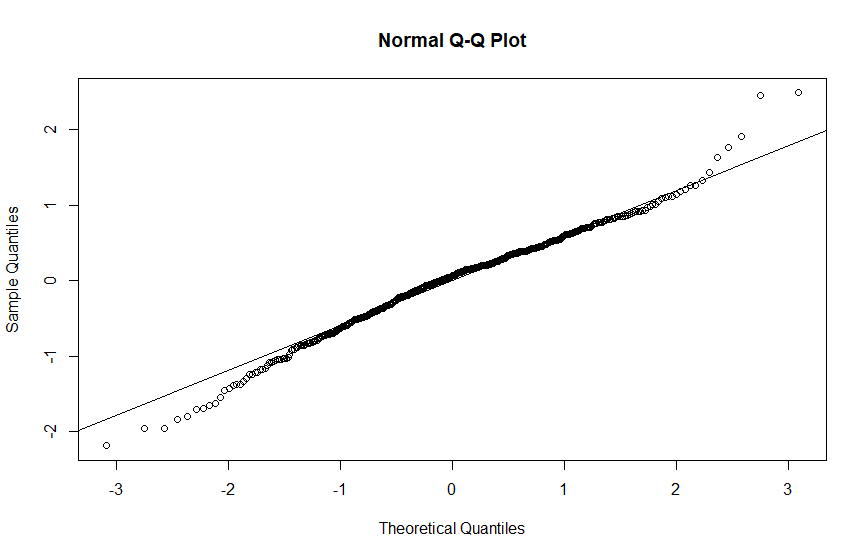 Normal Q-Q Plot
Sample Quantiles
2
1
0
-1
-2
-3 -2 -1 0 1 2 3
Theoretical Quantiles